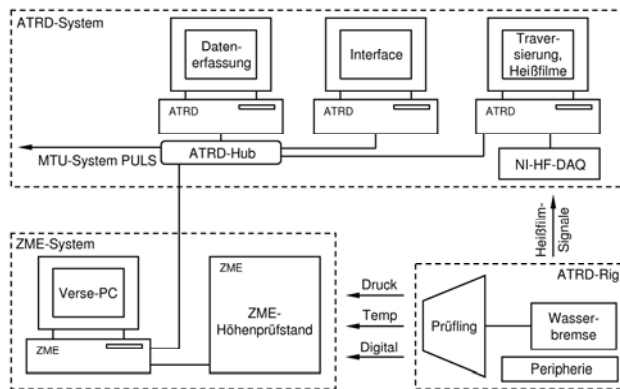 ATRD-System
Daten-
erfassung
ATRD
Interface
ATRD
Traver-
sierung,
Heißfilme
ATRD
MTU-System PULS
ATRD-Hub
NI-HF-DAQ
Heißfilm-
Signale
ZME-System
Verse-PC
ZME
ZME
ZME-
Höhenprüfstand
Druck
Temp
Digital
ATRD-Rig
Prüfling
Wasser-
bremse
Peripherie